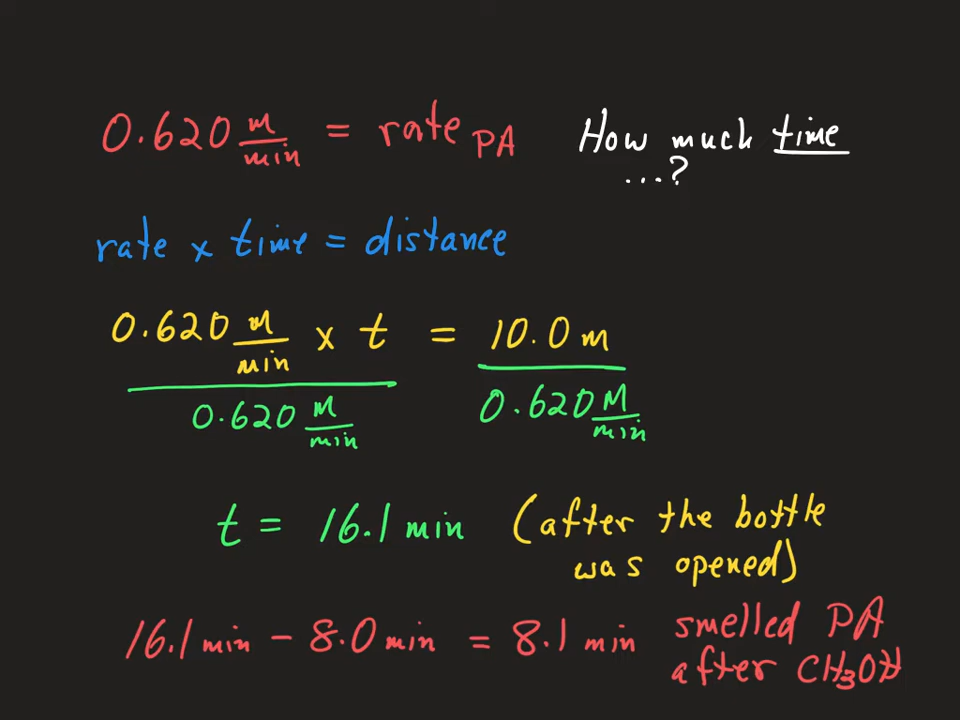 0.620 m/min = rate PA
How much time
...?
rate x time = distance
0.620 m/min x t = 10.0 m
0.620 M/min 0.620 M/min
t = 16.1 min (after the bottle
was opened)
16.1 min - 8.0 min = 8.1 min smelled PA
after CH3OH